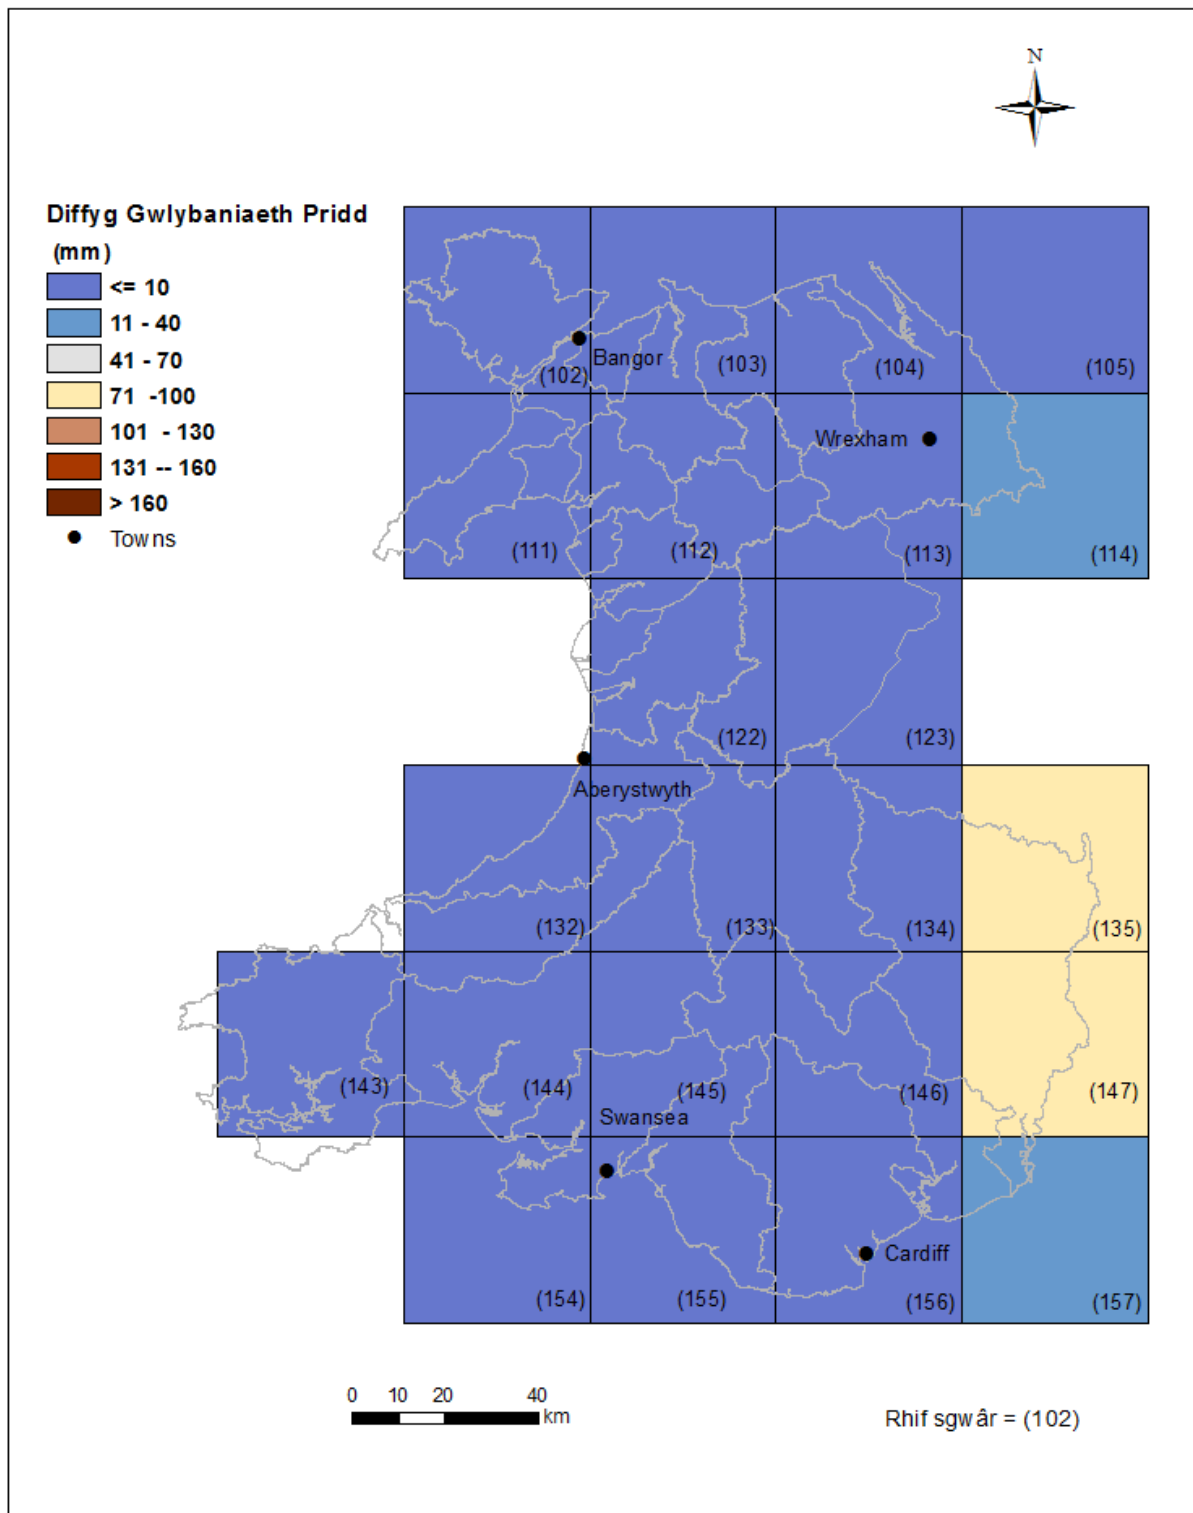 N
Diffyg Gwlybaniaeth Pridd
(mm)
<= 10
11 - 40
41 - 70
71 -100
101 - 130
131 -- 160
> 160
Towns
Bangor
(102)
(103)
(104)
(105)
Wrexham
(111)
(112)
(113)
(114)
(122)
(123)
Aberystwyth
(132)
(133)
(134)
(135)
(143)
(144)
(145)
(146)
(147)
Swansea
Cardiff
(154)
(155)
(156)
(157)
0 10 20 40
km
Rhif sgwâr = (102)